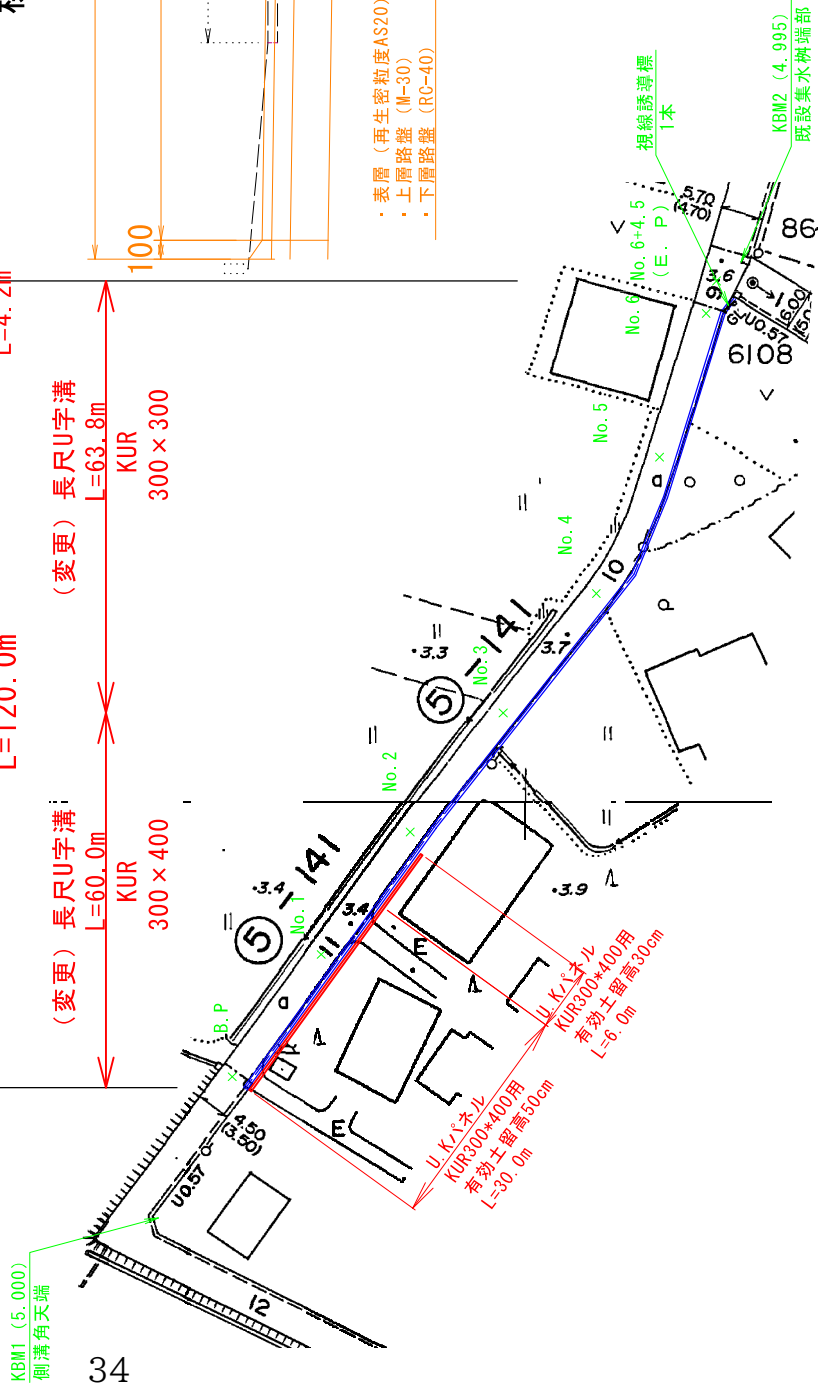 100
・表層 (再生密粒度AS20)
・上層路盤 (M-30)
・下層路盤 (RC-40)
L=4.2m
L=120.0m
(変更) 長尺U字溝
L=63.8m
KUR
300×300
(変更) 長尺U字溝
L=60.0m
KUR
300×400
視線誘導標
1本
KBM2 (4.995)
既設集水桝端部
No.6+4.5
(E. P)
No.6
No.5
No.4
No.3
No.2
No.1
B.P
5.70
(4.70)
3.6
9
U0.57
6.00
6108
86
10
a
P
3.7
3.3
5-141
5-141
3.4
3.4
11
a
3.9
E
E
4.50
(3.50)
U0.57
12
U.Kパネル
KUR300*400用
有効土留高30cm
L=6.0m
U.Kパネル
KUR300*400用
有効土留高50cm
L=30.0m
KBM1 (5.000)
側溝角天端
34